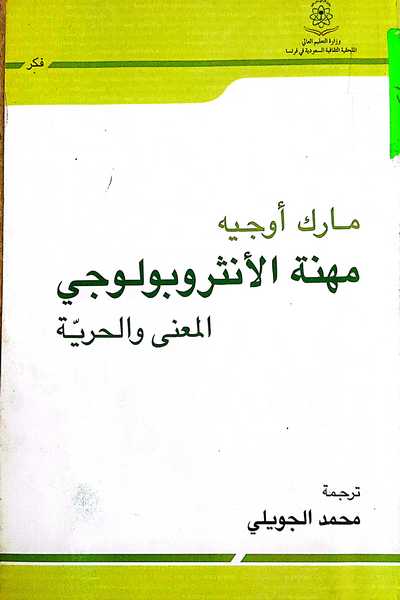 وزارة التعليم العالي
الملحقية الثقافية السعودية في فرنسا
فكر
مارك أوجيه
مهنة الأنثروبولوجي
المعنى والحريّة
ترجمة
محمد الجويلي